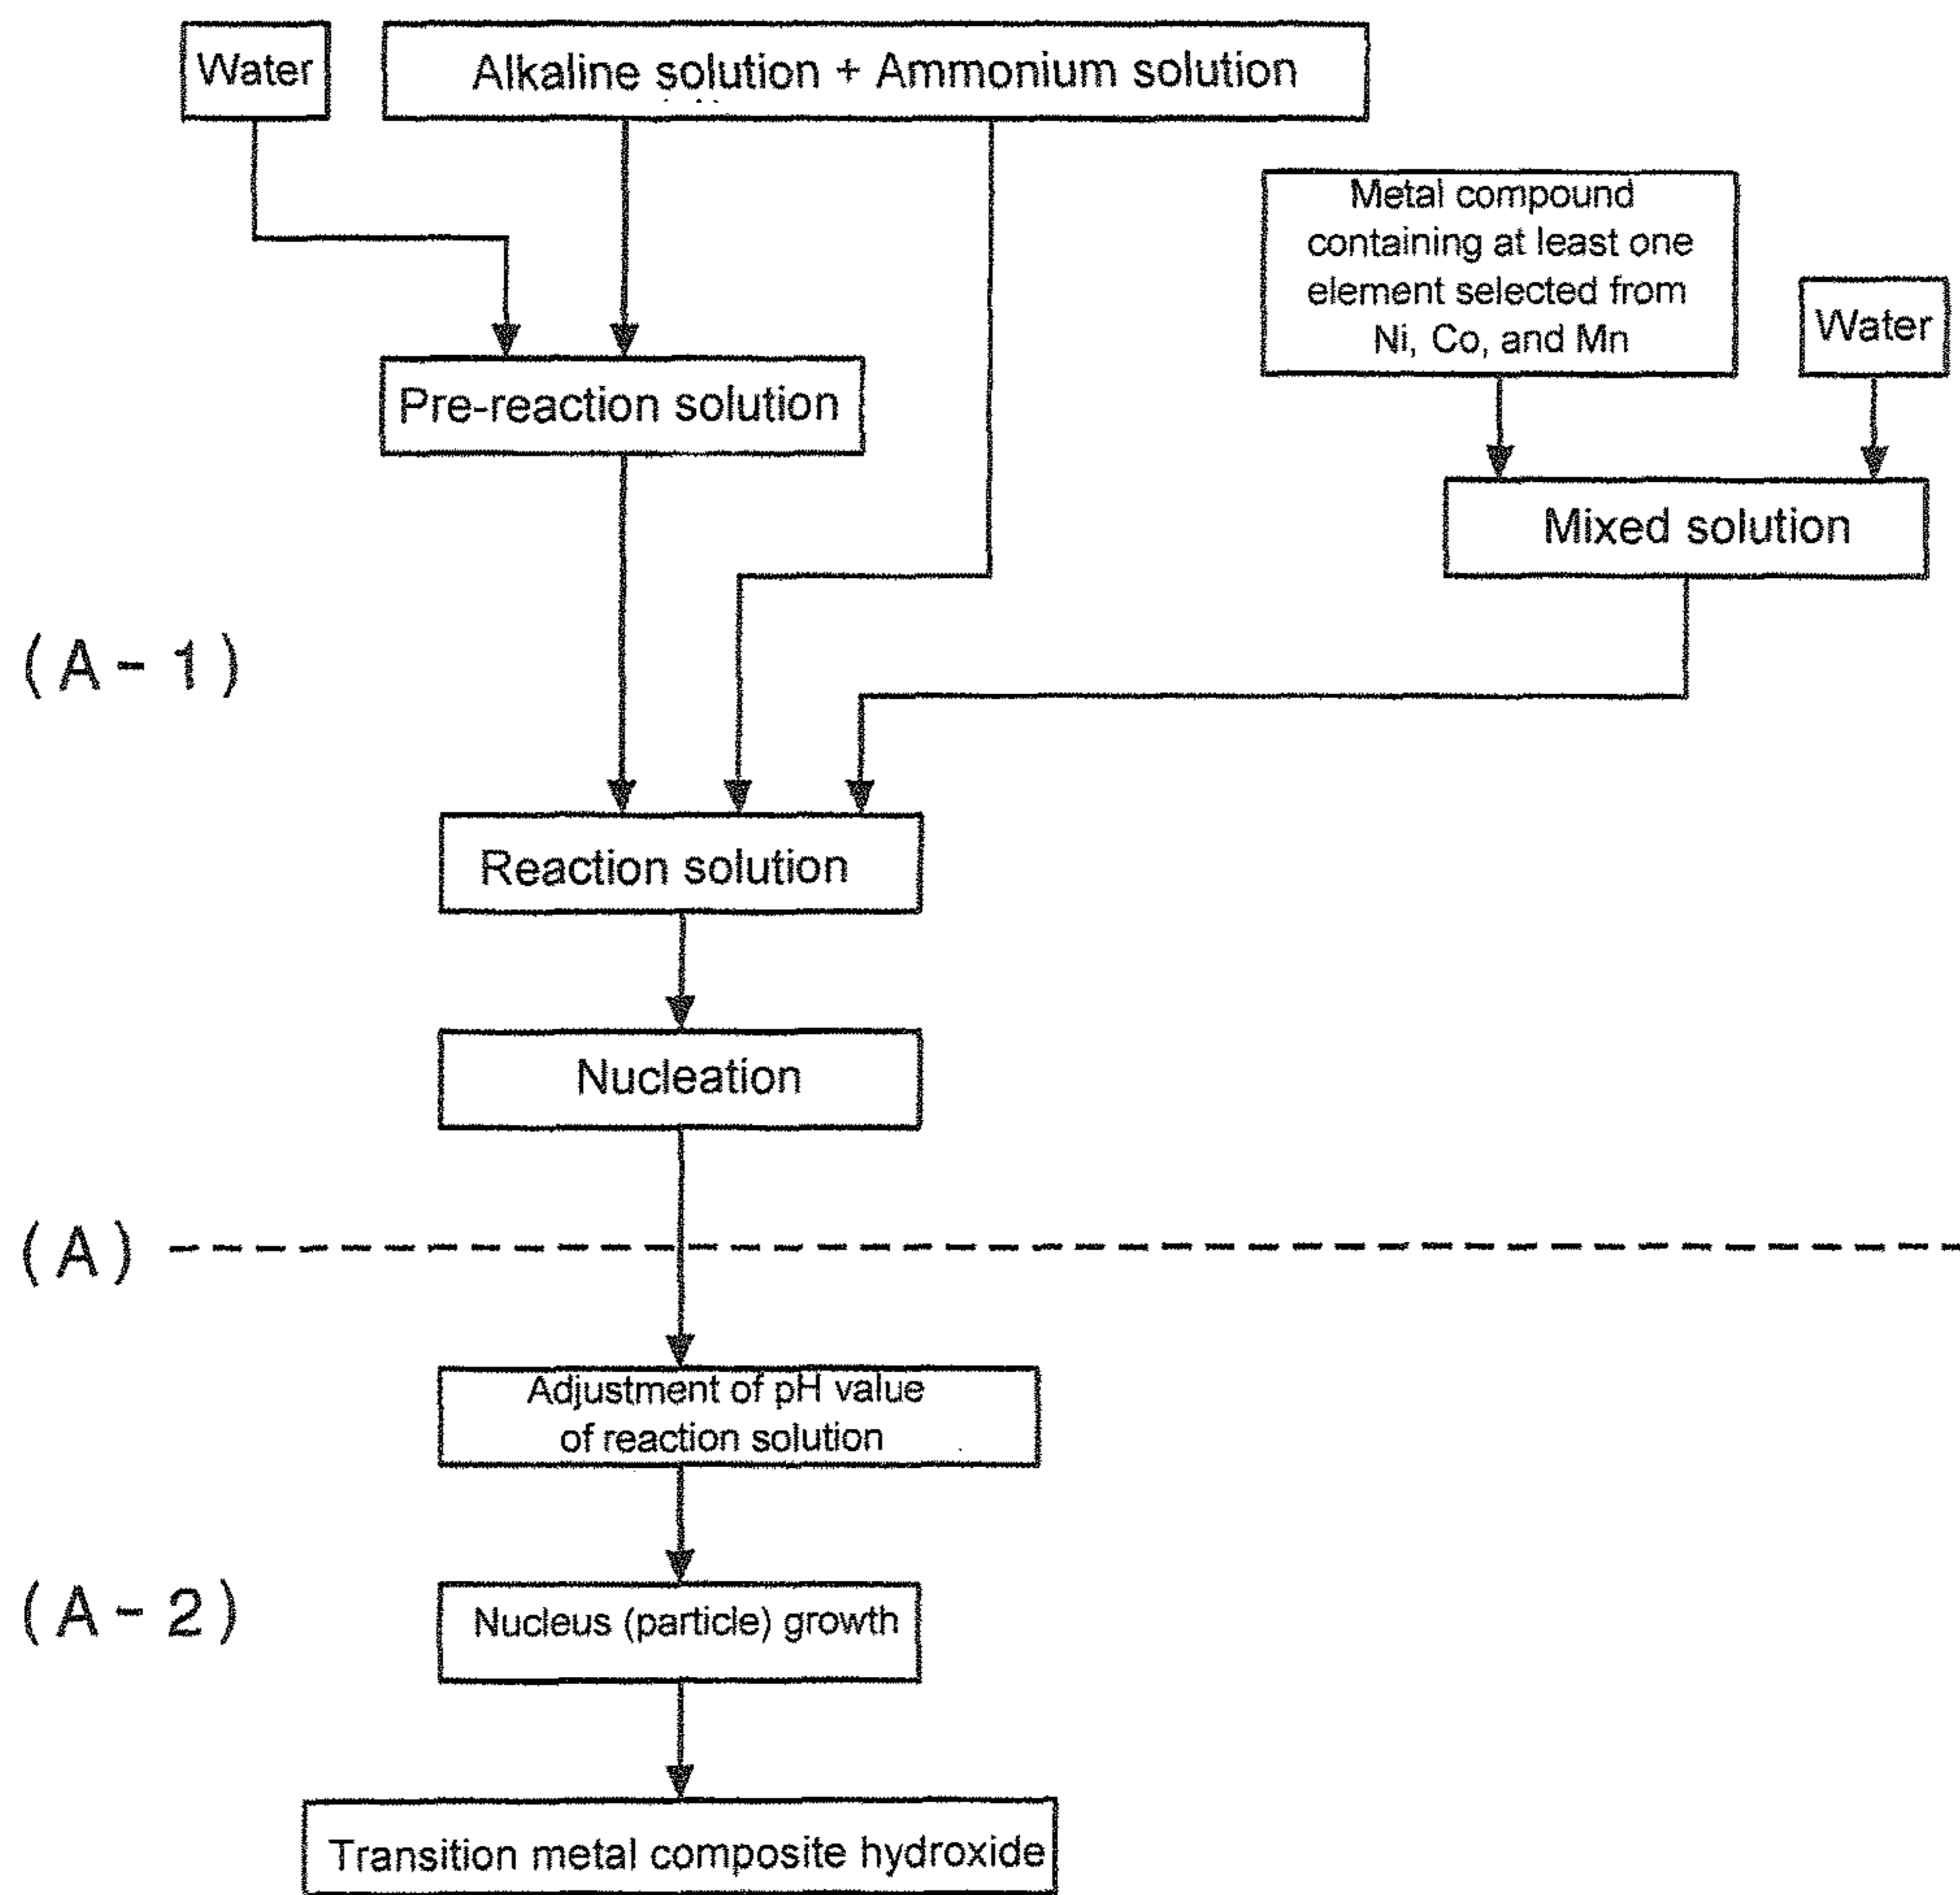 Water
Alkaline solution + Ammonium solution
Metal compound
containing at least one
element selected from
Ni, Co, and Mn
Water
Pre-reaction solution
Mixed solution
(A-1)
Reaction solution
Nucleation
(A)
Adjustment of pH value
of reaction solution
(A-2)
Nucleus (particle) growth
Transition metal composite hydroxide